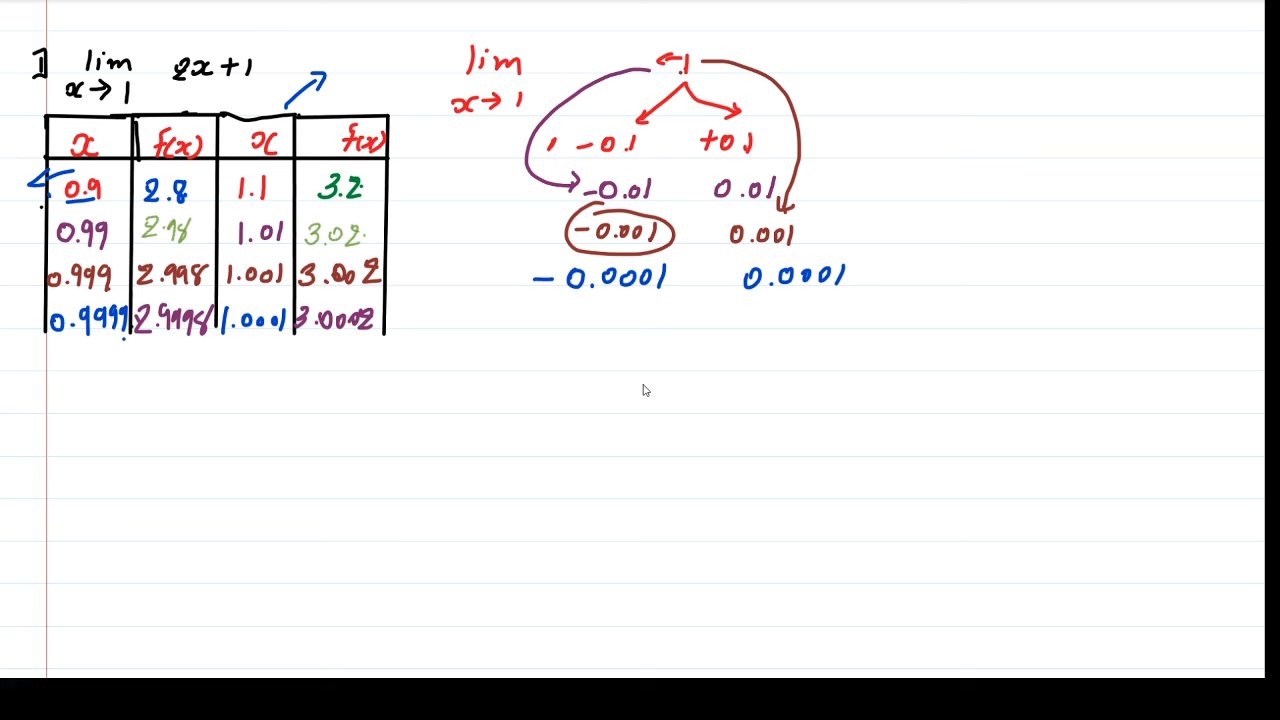 I] lim 2x+1
x→1
x f(x) x f(x)
0.9 2.8 1.1 3.2
0.99 2.98 1.01 3.02
0.999 2.998 1.001 3.002
0.9999 2.9998 1.0001 3.0002
lim ←1
x→1
-0.1 +0.1
-0.01 0.01
-0.001 0.001
-0.0001 0.0001